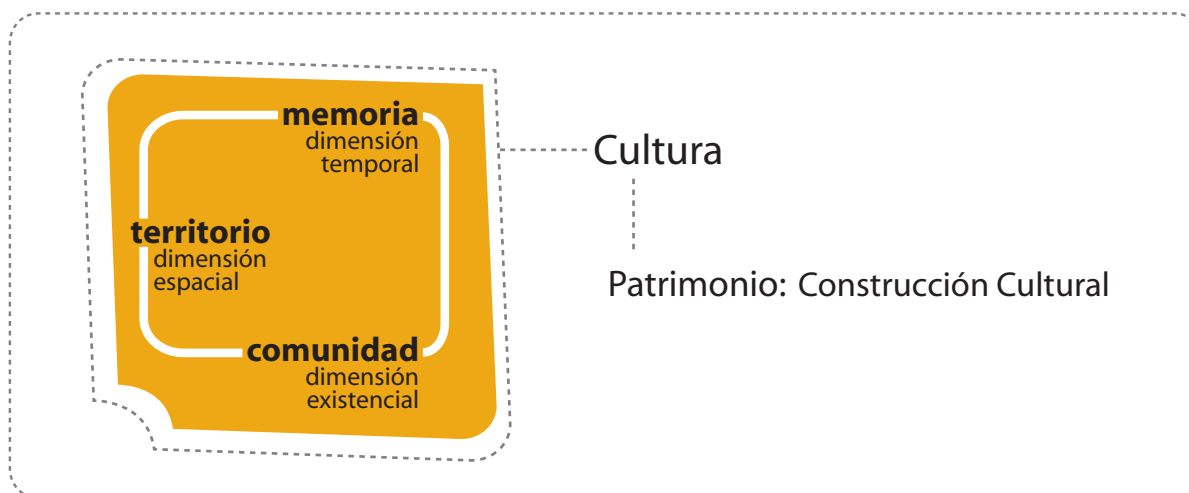 memoria
dimensión
temporal
territorio
dimensión
espacial
comunidad
dimensión
existencial
Cultura
Patrimonio: Construcción Cultural